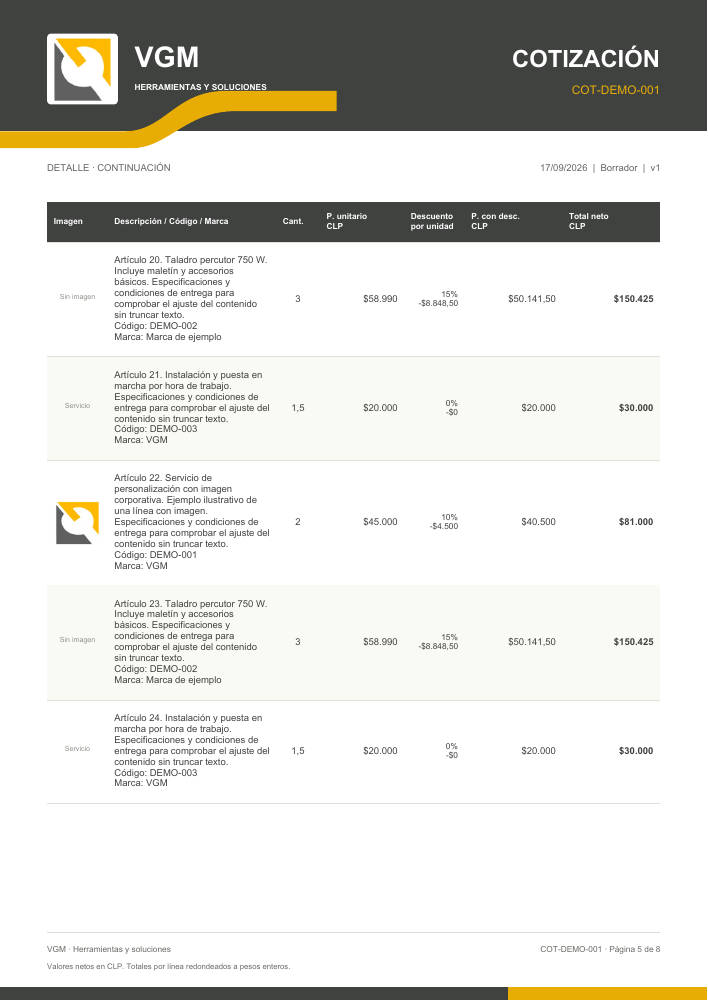 VGM
HERRAMIENTAS Y SOLUCIONES
COTIZACIÓN
COT-DEMO-001
DETALLE · CONTINUACIÓN
17/09/2026 | Borrador | v1
Imagen
Descripción / Código / Marca
Cant.
P. unitario
CLP
Descuento
por unidad
P. con desc.
CLP
Total neto
CLP
Sin imagen
Artículo 20. Taladro percutor 750 W.
Incluye maletín y accesorios
básicos. Especificaciones y
condiciones de entrega para
comprobar el ajuste del contenido
sin truncar texto.
Código: DEMO-002
Marca: Marca de ejemplo
3
$58.990
15%
-$8.848,50
$50.141,50
$150.425
Servicio
Artículo 21. Instalación y puesta en
marcha por hora de trabajo.
Especificaciones y condiciones de
entrega para comprobar el ajuste del
contenido sin truncar texto.
Código: DEMO-003
Marca: VGM
1,5
$20.000
0%
-$0
$20.000
$30.000
Artículo 22. Servicio de
personalización con imagen
corporativa. Ejemplo ilustrativo de
una línea con imagen.
Especificaciones y condiciones de
entrega para comprobar el ajuste del
contenido sin truncar texto.
Código: DEMO-001
Marca: VGM
2
$45.000
10%
-$4.500
$40.500
$81.000
Sin imagen
Artículo 23. Taladro percutor 750 W.
Incluye maletín y accesorios
básicos. Especificaciones y
condiciones de entrega para
comprobar el ajuste del contenido
sin truncar texto.
Código: DEMO-002
Marca: Marca de ejemplo
3
$58.990
15%
-$8.848,50
$50.141,50
$150.425
Servicio
Artículo 24. Instalación y puesta en
marcha por hora de trabajo.
Especificaciones y condiciones de
entrega para comprobar el ajuste del
contenido sin truncar texto.
Código: DEMO-003
Marca: VGM
1,5
$20.000
0%
-$0
$20.000
$30.000
VGM · Herramientas y soluciones
COT-DEMO-001 · Página 5 de 8
Valores netos en CLP. Totales por línea redondeados a pesos enteros.